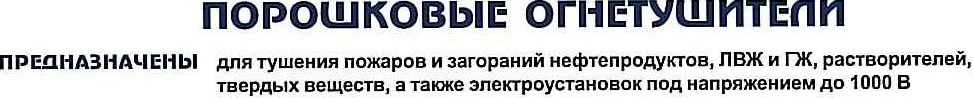 ПОРОШКОВЫЕ ОГНЕТУШИТЕЛИ
ПРЕДНАЗНАЧЕНЫ для тушения пожаров и загораний нефтепродуктов, ЛВЖ и ГЖ, растворителей,
твердых веществ, а также электроустановок под напряжением до 1000 В